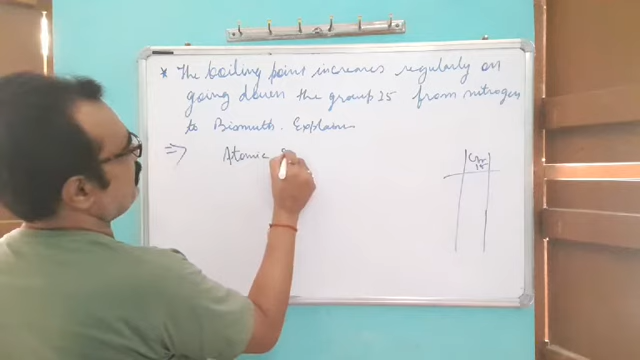 * The boiling point increases regularly on
going down the group 15 from nitrogen
to Bismuth. Explain.
⇒ Atomic S
Gr
15